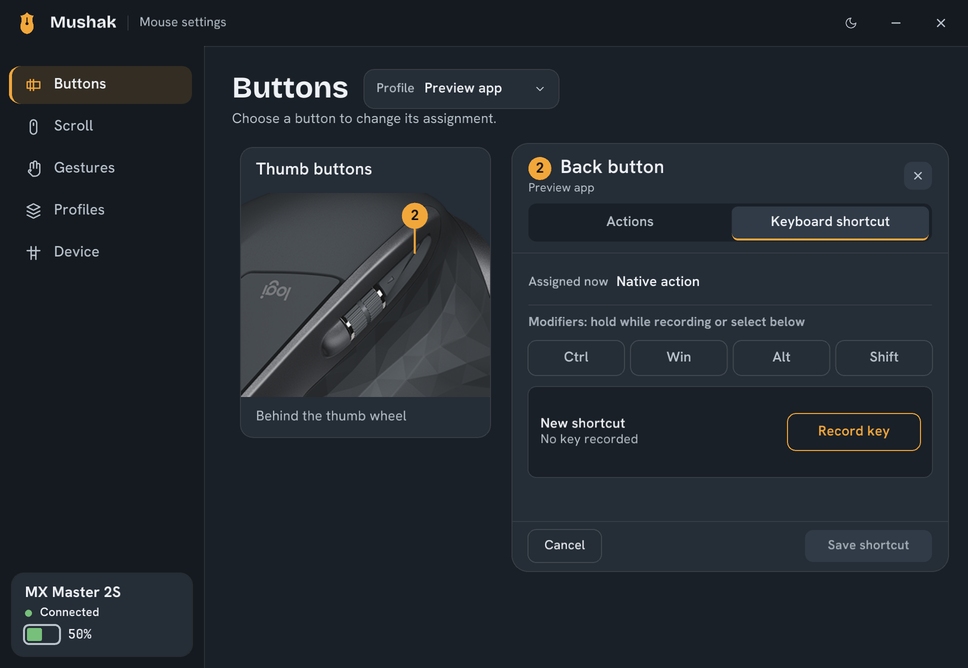 Mushak
Mouse settings
Buttons
Scroll
Gestures
Profiles
Device
MX Master 2S
Connected
50%
Buttons
Profile Preview app
Choose a button to change its assignment.
Thumb buttons
2
logi
Behind the thumb wheel
2 Back button
Preview app
Actions
Keyboard shortcut
Assigned now Native action
Modifiers: hold while recording or select below
Ctrl
Win
Alt
Shift
New shortcut
No key recorded
Record key
Cancel
Save shortcut